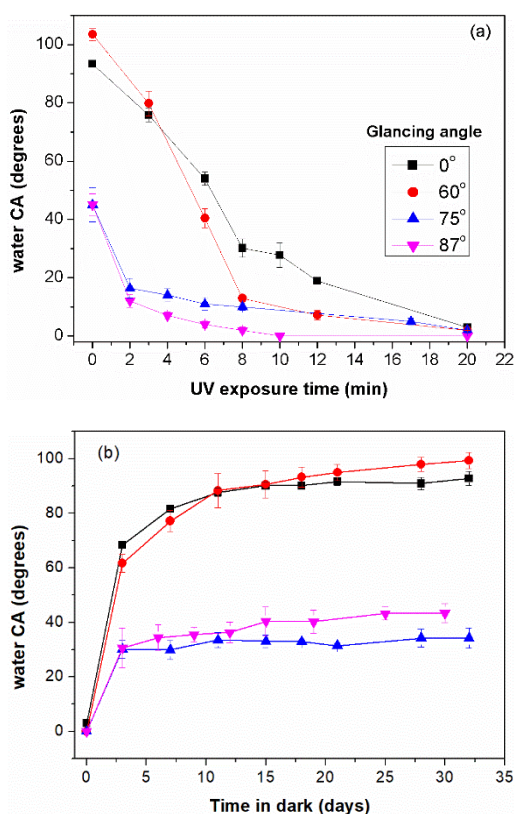 (a)
100
80
60
40
20
0
water CA (degrees)
Glancing angle
0°
60°
75°
87°
0 2 4 6 8 10 12 14 16 18 20 22
UV exposure time (min)
(b)
100
80
60
40
20
0
water CA (degrees)
0 5 10 15 20 25 30 35
Time in dark (days)